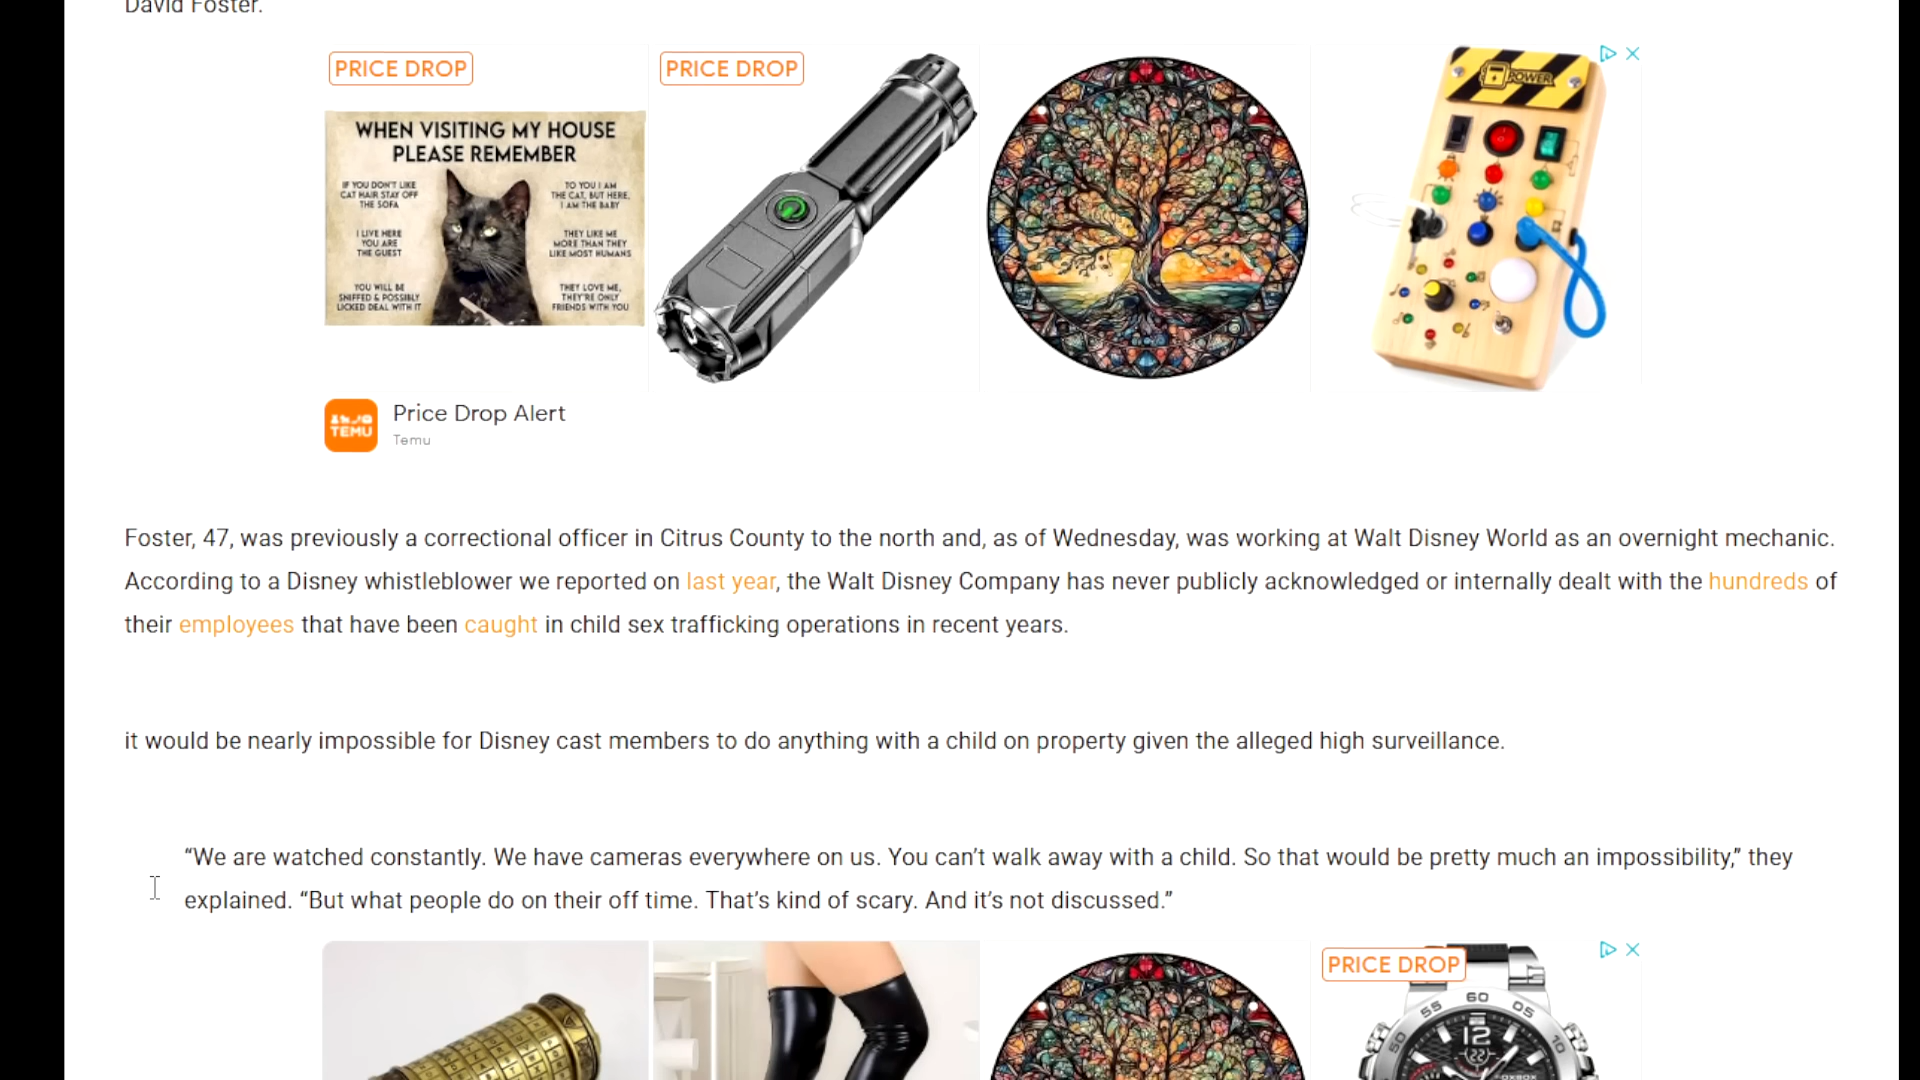 David Foster.
PRICE DROP
WHEN VISITING MY HOUSE
PLEASE REMEMBER
IF YOU DON'T LIKE
CAT HAIR STAY OFF
THE SOFA
I LIVE HERE
YOU ARE
THE GUEST
YOU WILL BE
SNIFFED & POSSIBLY
LICKED DEAL WITH IT
TO YOU I AM
THE CAT, BUT HERE,
I AM THE BABY
THEY LIKE ME
MORE THAN THEY
LIKE MOST HUMANS
THEY LOVE ME,
THEY'RE ONLY
FRIENDS WITH YOU
PRICE DROP
POWER
TEMU
Price Drop Alert
Temu
Foster, 47, was previously a correctional officer in Citrus County to the north and, as of Wednesday, was working at Walt Disney World as an overnight mechanic.
According to a Disney whistleblower we reported on last year, the Walt Disney Company has never publicly acknowledged or internally dealt with the hundreds of
their employees that have been caught in child sex trafficking operations in recent years.
it would be nearly impossible for Disney cast members to do anything with a child on property given the alleged high surveillance.
“We are watched constantly. We have cameras everywhere on us. You can’t walk away with a child. So that would be pretty much an impossibility,” they
explained. “But what people do on their off time. That’s kind of scary. And it’s not discussed.”
PRICE DROP
55 60 05
50 12 10
22
FOXBOX